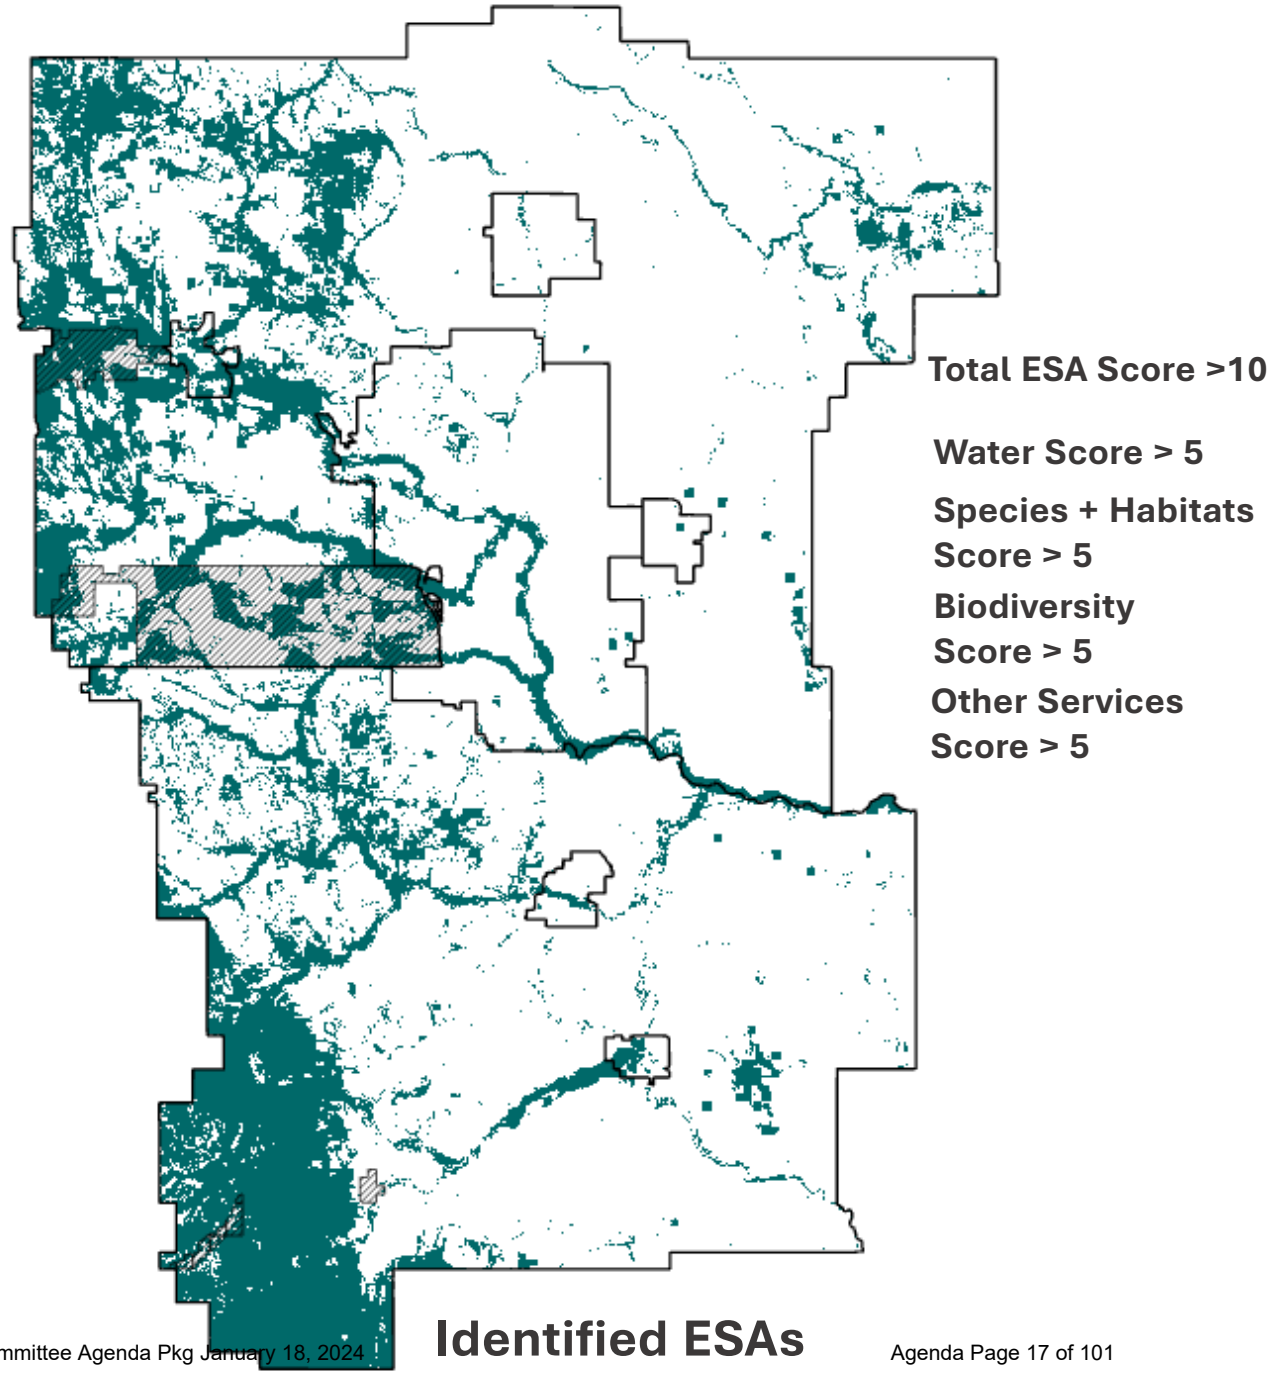 Total ESA Score >10
Water Score > 5
Species + Habitats
Score > 5
Biodiversity
Score > 5
Other Services
Score > 5
Identified ESAs
mmittee Agenda Pkg January 18, 2024
Agenda Page 17 of 101